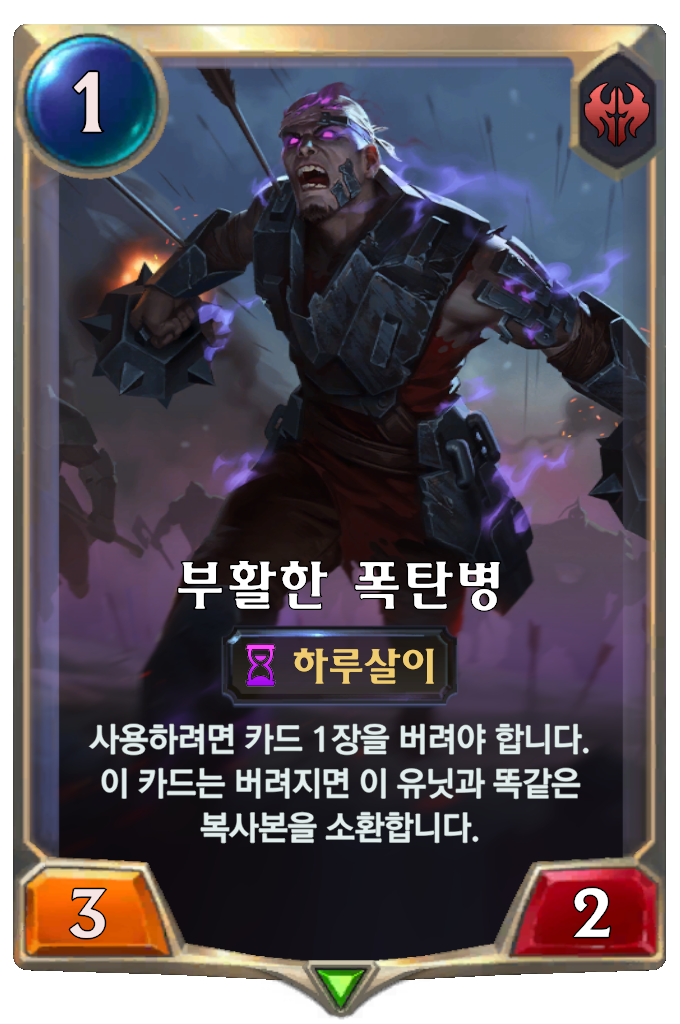 1
부활한 폭탄병
하루살이
사용하려면 카드 1장을 버려야 합니다.
이 카드는 버려지면 이 유닛과 똑같은
복사본을 소환합니다.
3
2